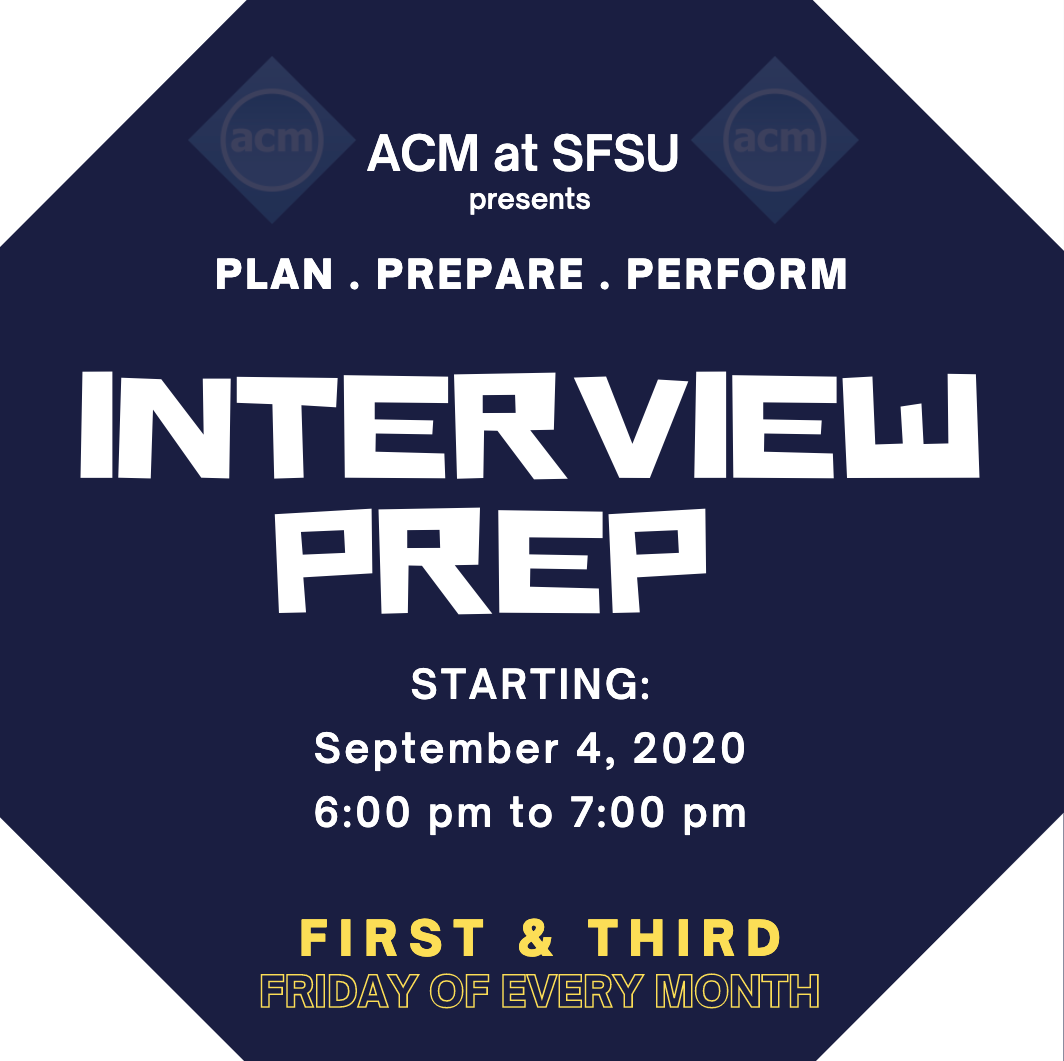 acm
acm
ACM at SFSU
presents
PLAN . PREPARE . PERFORM
INTERVIEW
PREP
STARTING:
September 4, 2020
6:00 pm to 7:00 pm
FIRST & THIRD
FRIDAY OF EVERY MONTH